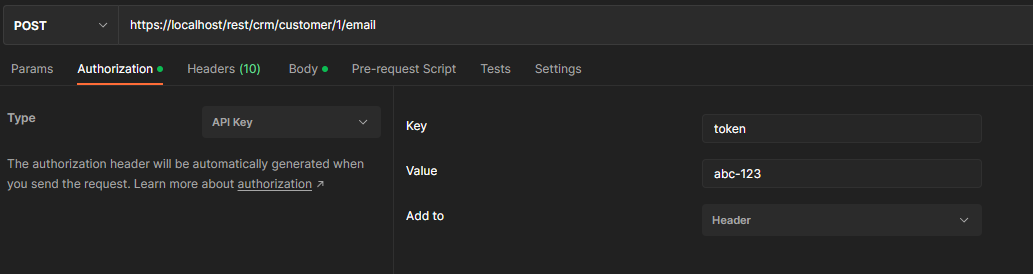 POST https://localhost/rest/crm/customer/1/email
Params Authorization Headers (10) Body Pre-request Script Tests Settings
Type API Key
The authorization header will be automatically generated when
you send the request. Learn more about authorization ↗
Key token
Value abc-123
Add to Header